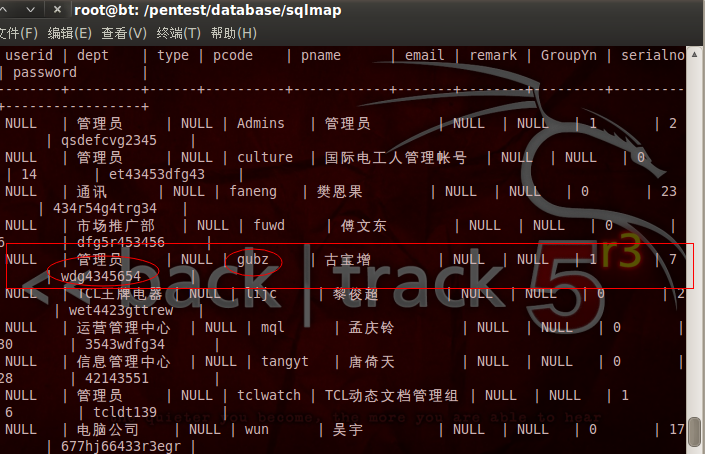 root@bt: /pentest/database/sqlmap
文件(F) 编辑(E) 查看(V) 终端(T) 帮助(H)
userid | dept | type | pcode | pname | email | remark | GroupYn | serialno
| password |
NULL | 管理员 | NULL | Admins | 管理员 | NULL | NULL | 1 | 2
| qsdefcvg2345 |
NULL | 管理员 | NULL | culture | 国际电工人管理帐号 | NULL | NULL | 0
| 14 | et43453dfg43 |
NULL | 通讯 | NULL | faneng | 樊恩果 | NULL | NULL | 0 | 23
| 434r54g4trg34 |
NULL | 市场推广部 | NULL | fuwd | 傅文东 | NULL | NULL | 0 |
6 | dfg5r453456 |
NULL | 管理员 | NULL | gubz | 古宝增 | NULL | NULL | 1 | 7
| wdg4345654 |
NULL | TCL王牌电器 | NULL | lijc | 黎俊超 | NULL | NULL | 0 | 2
| wet4423gttrew |
NULL | 运营管理中心 | NULL | mql | 孟庆铃 | NULL | NULL | 0 |
30 | 3543wdfg34 |
NULL | 信息管理中心 | NULL | tangyt | 唐倚天 | NULL | NULL | 0 |
28 | 42143551 |
NULL | 管理员 | NULL | tclwatch | TCL动态文档管理组 | NULL | NULL | 1
6 | tcldt139 |
NULL | 电脑公司 | NULL | wun | 吴宇 | NULL | NULL | 0 | 17
| 677hj66433r3egr |
<< back | track 5 r3
quieter you become, the more you are able to hear